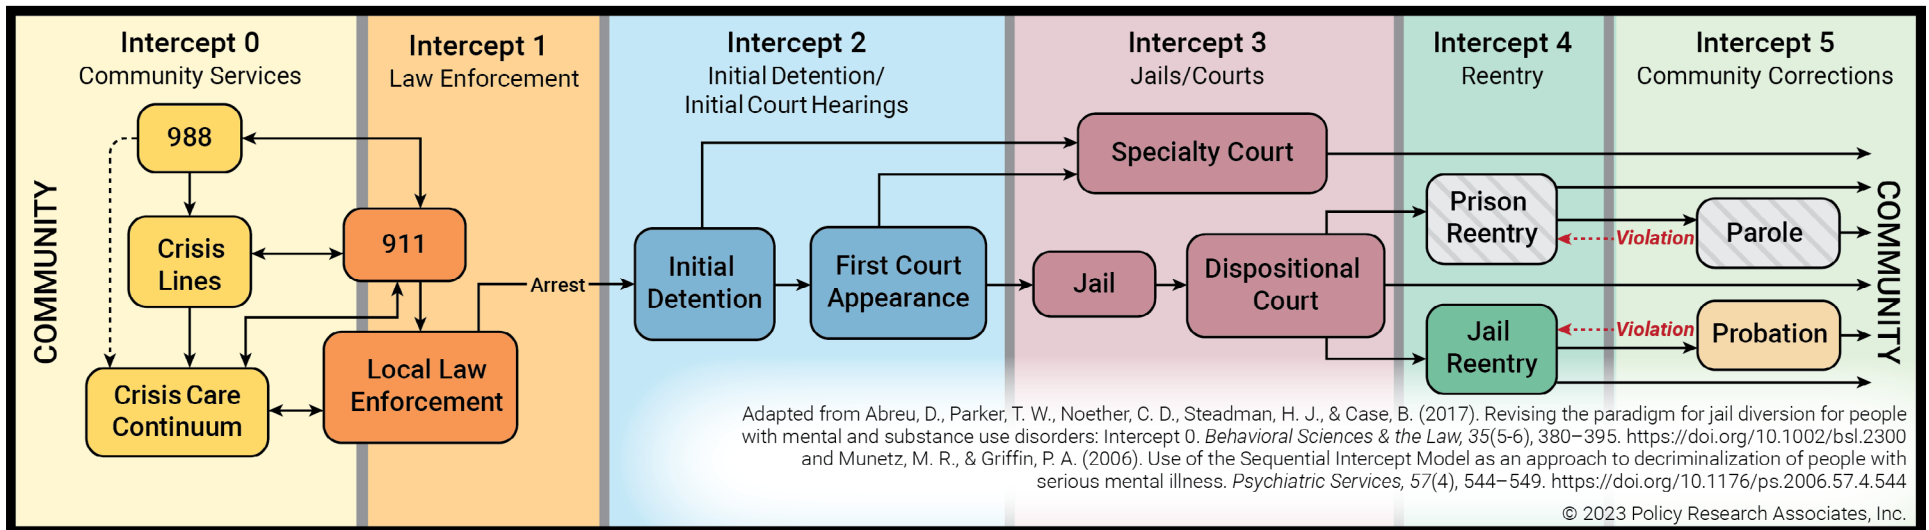 Intercept 0
Community Services
Intercept 1
Law Enforcement
Intercept 2
Initial Detention/
Initial Court Hearings
Intercept 3
Jails/Courts
Intercept 4
Reentry
Intercept 5
Community Corrections
COMMUNITY
988
Crisis
Lines
Crisis Care
Continuum
911
Local Law
Enforcement
Arrest
Initial
Detention
First Court
Appearance
Specialty Court
Jail
Dispositional
Court
Prison
Reentry
Violation
Parole
Jail
Reentry
Violation
Probation
COMMUNITY
Adapted from Abreu, D., Parker, T. W., Noether, C. D., Steadman, H. J., & Case, B. (2017). Revising the paradigm for jail diversion for people
with mental and substance use disorders: Intercept 0. Behavioral Sciences & the Law, 35(5-6), 380–395. https://doi.org/10.1002/bsl.2300
and Munetz, M. R., & Griffin, P. A. (2006). Use of the Sequential Intercept Model as an approach to decriminalization of people with
serious mental illness. Psychiatric Services, 57(4), 544–549. https://doi.org/10.1176/ps.2006.57.4.544
© 2023 Policy Research Associates, Inc.